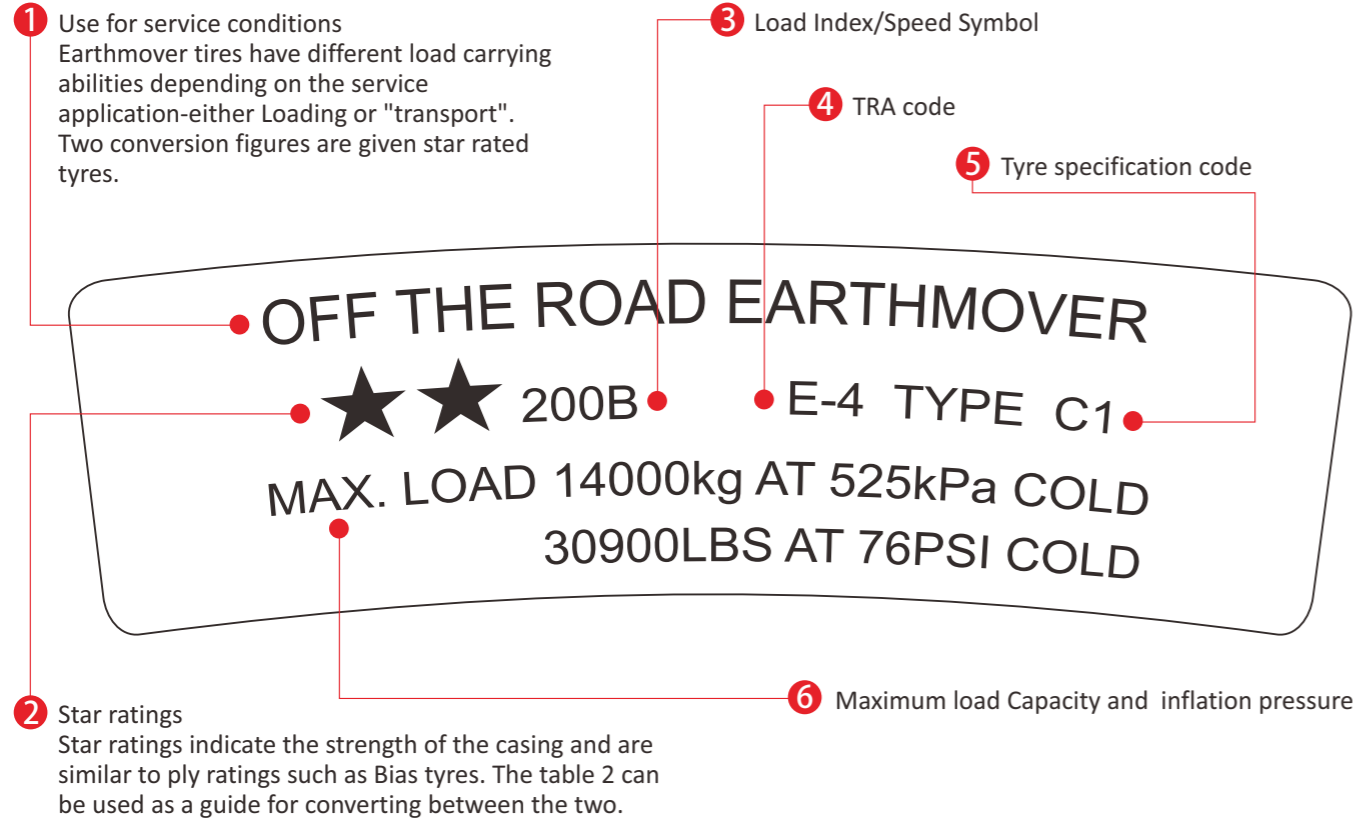 1 Use for service conditions
Earthmover tires have different load carrying
abilities depending on the service
application-either Loading or "transport".
Two conversion figures are given star rated
tyres.
3 Load Index/Speed Symbol
4 TRA code
5 Tyre specification code
OFF THE ROAD EARTHMOVER
★★ 200B E-4 TYPE C1
MAX. LOAD 14000kg AT 525kPa COLD
30900LBS AT 76PSI COLD
2 Star ratings
Star ratings indicate the strength of the casing and are
similar to ply ratings such as Bias tyres. The table 2 can
be used as a guide for converting between the two.
6 Maximum load Capacity and inflation pressure